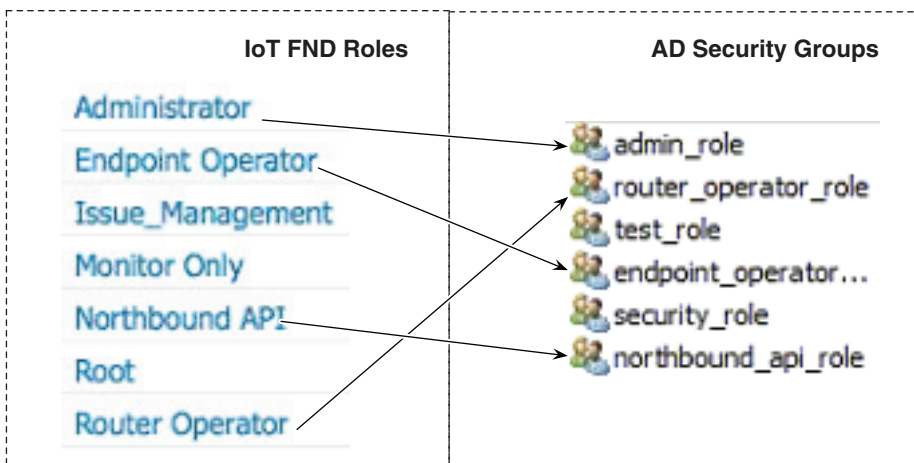 IoT FND Roles
Administrator
Endpoint Operator
Issue_Management
Monitor Only
Northbound API
Root
Router Operator
AD Security Groups
admin_role
router_operator_role
test_role
endpoint_operator...
security_role
northbound_api_role